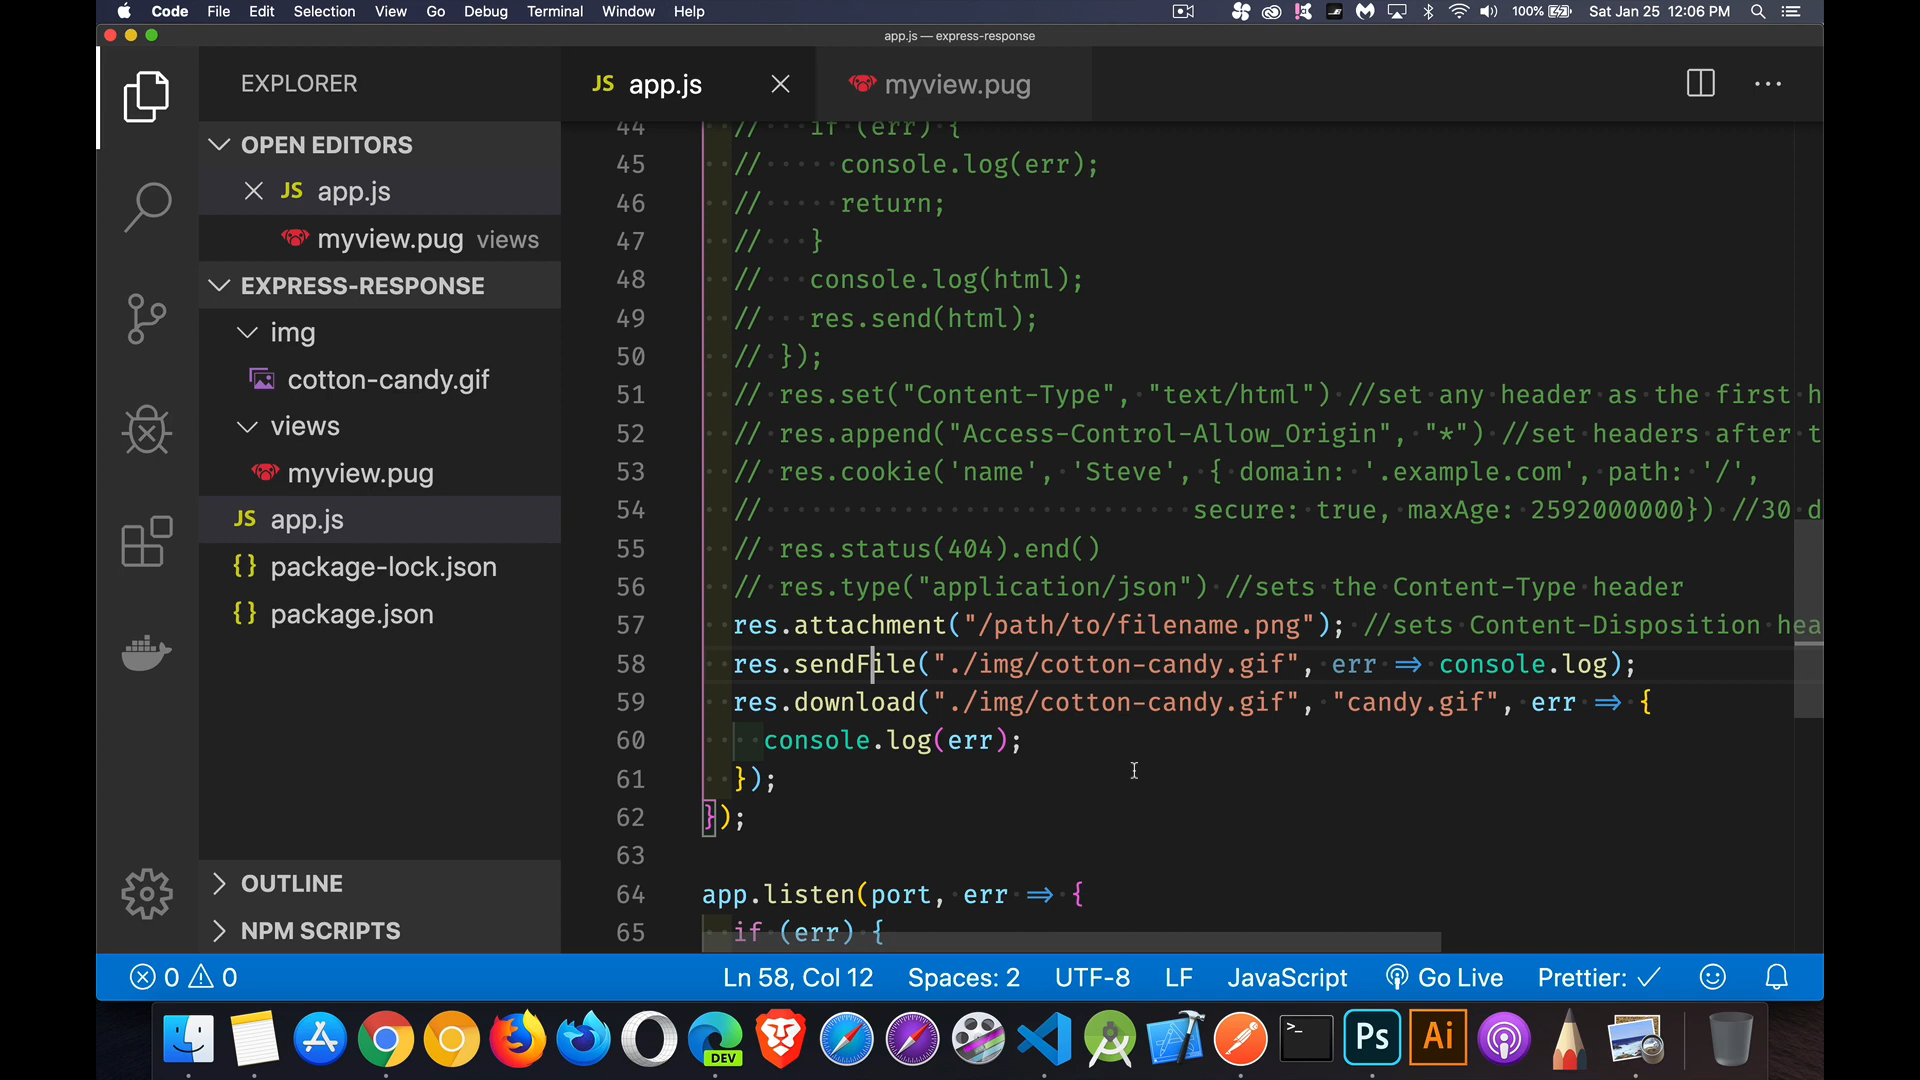 Code File Edit Selection View Go Debug Terminal Window Help 100% Sat Jan 25 12:06 PM
app.js — express-response
EXPLORER
JS app.js
myview.pug
OPEN EDITORS
JS app.js
myview.pug views
EXPRESS-RESPONSE
img
cotton-candy.gif
views
myview.pug
JS app.js
{} package-lock.json
{} package.json
OUTLINE
NPM SCRIPTS
44 // if (err) {
45 // console.log(err);
46 // return;
47 // }
48 // console.log(html);
49 // res.send(html);
50 // });
51 // res.set("Content-Type", "text/html") //set any header as the first h
52 // res.append("Access-Control-Allow_Origin", "*") //set headers after t
53 // res.cookie('name', 'Steve', { domain: '.example.com', path: '/',
54 // secure: true, maxAge: 2592000000}) //30 d
55 // res.status(404).end()
56 // res.type("application/json") //sets the Content-Type header
57 res.attachment("/path/to/filename.png"); //sets Content-Disposition hea
58 res.sendFile("./img/cotton-candy.gif", err => console.log);
59 res.download("./img/cotton-candy.gif", "candy.gif", err => {
60 console.log(err);
61 });
62 });
63
64 app.listen(port, err => {
65 if (err) {
0 0 Ln 58, Col 12 Spaces: 2 UTF-8 LF JavaScript Go Live Prettier: ✓
DEV
>_
Ps
Ai